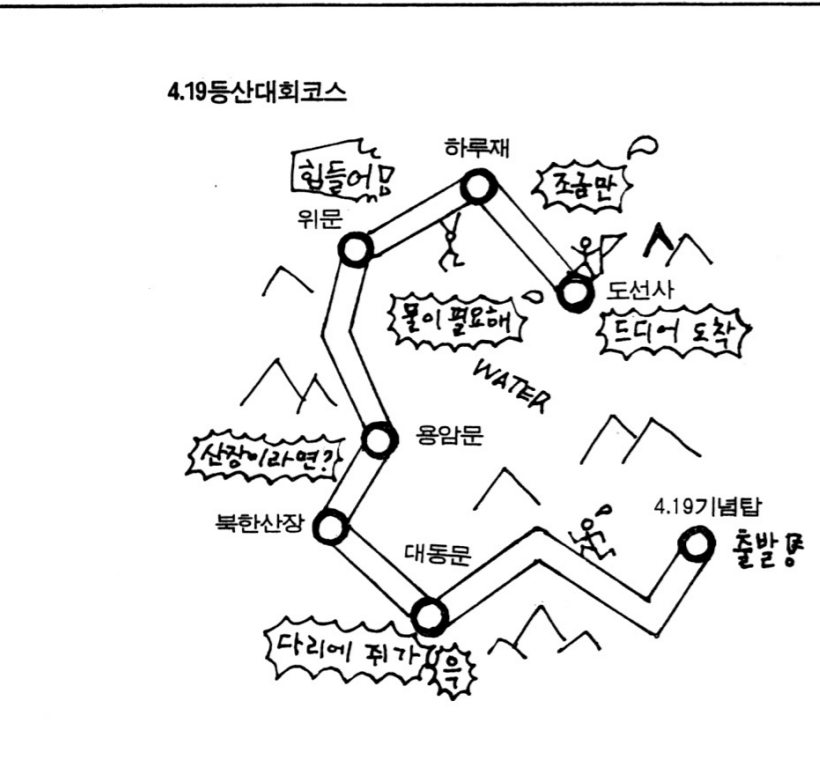 4.19등산대회코스
하루재
힘들어!!
조금만
위문
도선사
물이 필요해
드디어 도착
WATER
용암문
산장이라면?
4.19기념탑
북한산장
출발!
대동문
다리에 쥐가
윽